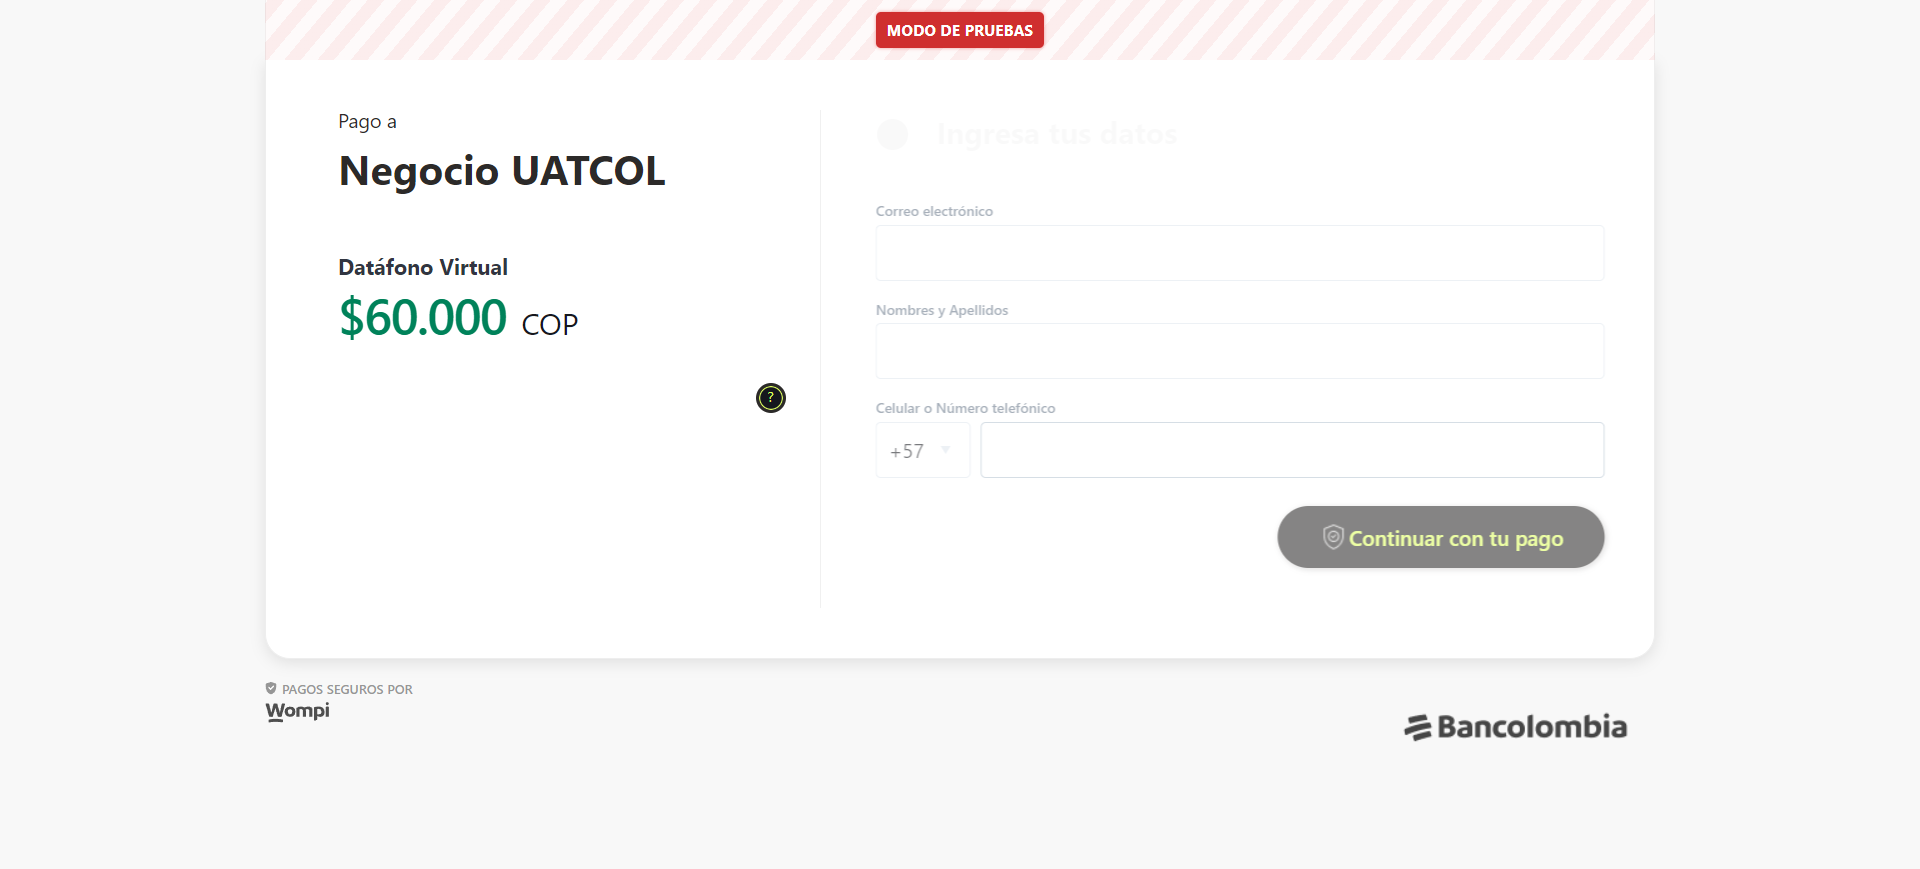 MODO DE PRUEBAS
Pago a
Negocio UATCOL
Datáfono Virtual
$60.000 COP
?
Ingresa tus datos
Correo electrónico
Nombres y Apellidos
Celular o Número telefónico
+57
Continuar con tu pago
PAGOS SEGUROS POR
Wompi
Bancolombia